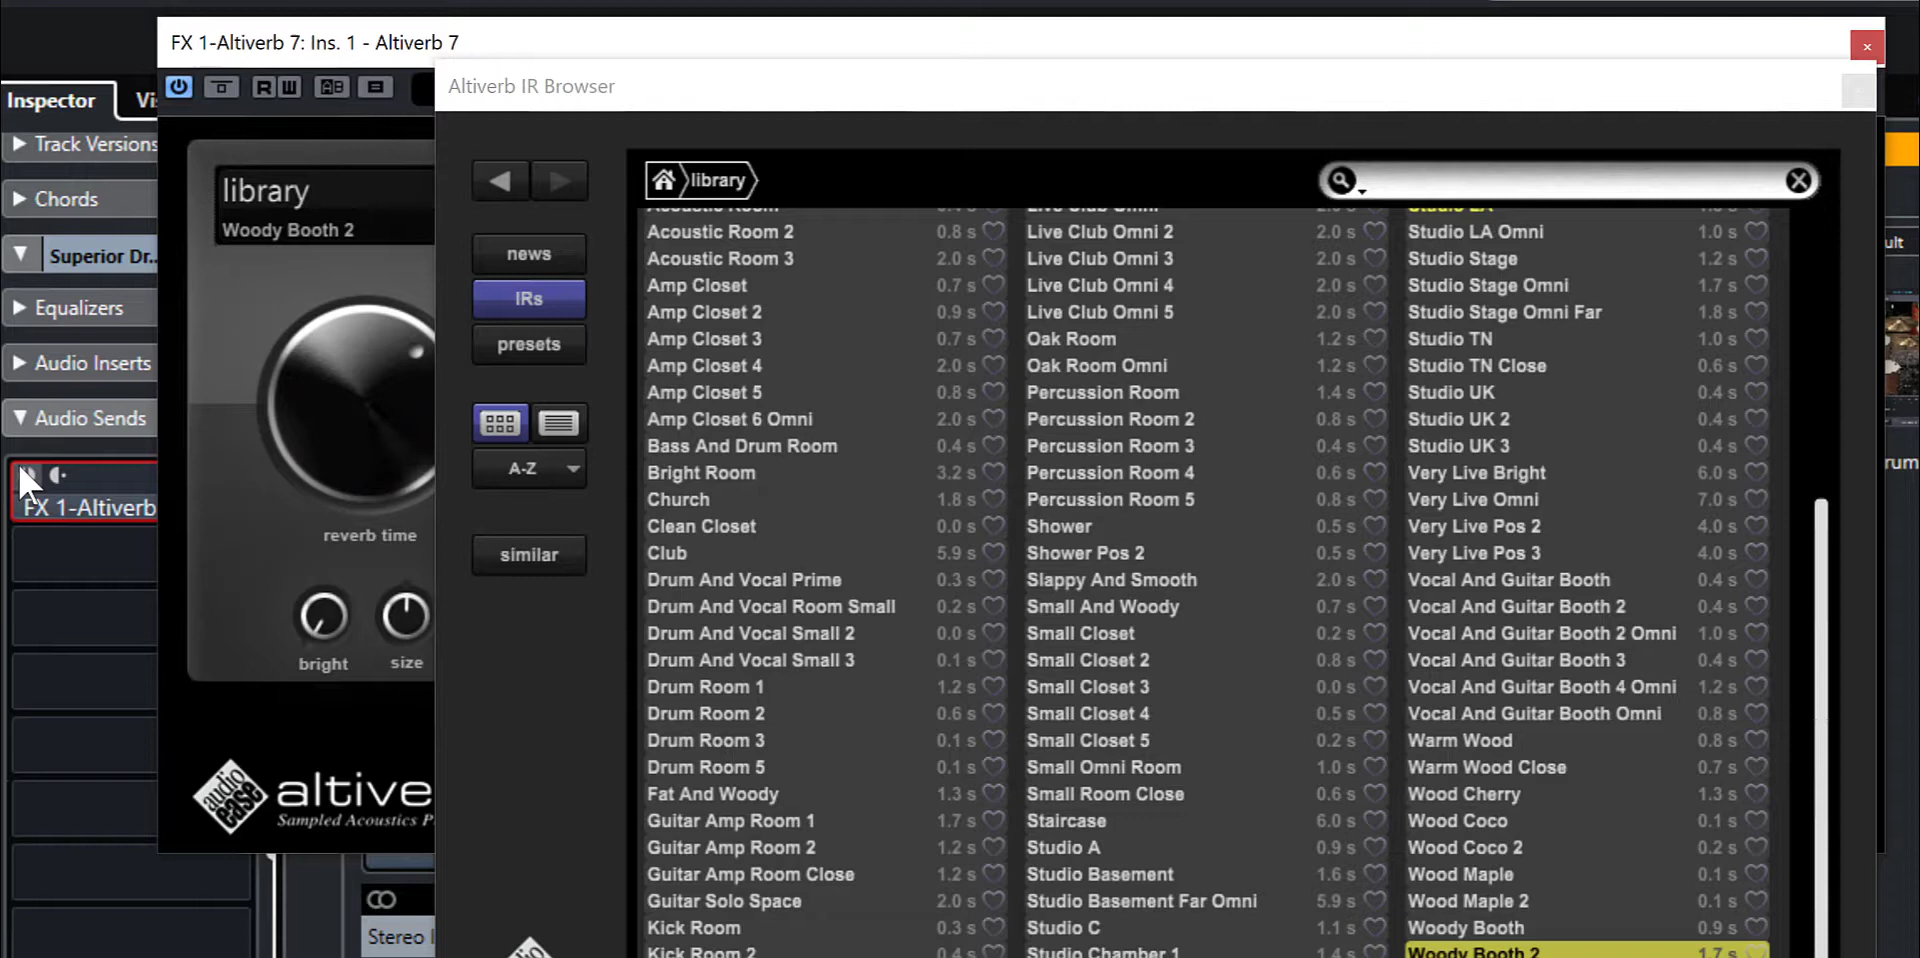 FX 1-Altiverb 7: Ins. 1 - Altiverb 7
Altiverb IR Browser
Inspector
Track Versions
Chords
Superior Dr..
Equalizers
Audio Inserts
Audio Sends
FX 1-Altiverb
R W AB
library
Woody Booth 2
reverb time
bright
size
audio ease
altive
Sampled Acoustics P
Stereo I
news
IRs
presets
A-Z
similar
library
Acoustic Room
Acoustic Room 2 0.8 s
Acoustic Room 3 2.0 s
Amp Closet 0.7 s
Amp Closet 2 0.9 s
Amp Closet 3 0.7 s
Amp Closet 4 2.0 s
Amp Closet 5 0.8 s
Amp Closet 6 Omni 2.0 s
Bass And Drum Room 0.4 s
Bright Room 3.2 s
Church 1.8 s
Clean Closet 0.0 s
Club 5.9 s
Drum And Vocal Prime 0.3 s
Drum And Vocal Room Small 0.2 s
Drum And Vocal Small 2 0.0 s
Drum And Vocal Small 3 0.1 s
Drum Room 1 1.2 s
Drum Room 2 0.6 s
Drum Room 3 0.1 s
Drum Room 5 0.1 s
Fat And Woody 1.3 s
Guitar Amp Room 1 1.7 s
Guitar Amp Room 2 1.2 s
Guitar Amp Room Close 1.2 s
Guitar Solo Space 2.0 s
Kick Room 0.3 s
Kick Room 2 0.4 s
Live Club Omni
Live Club Omni 2 2.0 s
Live Club Omni 3 2.0 s
Live Club Omni 4 2.0 s
Live Club Omni 5 2.0 s
Oak Room 1.2 s
Oak Room Omni 1.2 s
Percussion Room 1.4 s
Percussion Room 2 0.8 s
Percussion Room 3 0.4 s
Percussion Room 4 0.6 s
Percussion Room 5 0.8 s
Shower 0.5 s
Shower Pos 2 0.5 s
Slappy And Smooth 2.0 s
Small And Woody 0.7 s
Small Closet 0.2 s
Small Closet 2 0.8 s
Small Closet 3 0.0 s
Small Closet 4 0.5 s
Small Closet 5 0.2 s
Small Omni Room 1.0 s
Small Room Close 0.6 s
Staircase 6.0 s
Studio A 0.9 s
Studio Basement 1.6 s
Studio Basement Far Omni 5.9 s
Studio C 1.1 s
Studio Chamber 1 1.4 s
Studio LA
Studio LA Omni 1.0 s
Studio Stage 1.2 s
Studio Stage Omni 1.7 s
Studio Stage Omni Far 1.8 s
Studio TN 1.0 s
Studio TN Close 0.6 s
Studio UK 0.4 s
Studio UK 2 0.4 s
Studio UK 3 0.4 s
Very Live Bright 6.0 s
Very Live Omni 7.0 s
Very Live Pos 2 4.0 s
Very Live Pos 3 4.0 s
Vocal And Guitar Booth 0.4 s
Vocal And Guitar Booth 2 0.4 s
Vocal And Guitar Booth 2 Omni 1.0 s
Vocal And Guitar Booth 3 0.4 s
Vocal And Guitar Booth 4 Omni 1.2 s
Vocal And Guitar Booth Omni 0.8 s
Warm Wood 0.8 s
Warm Wood Close 0.7 s
Wood Cherry 1.3 s
Wood Coco 0.1 s
Wood Coco 2 0.2 s
Wood Maple 0.1 s
Wood Maple 2 0.1 s
Woody Booth 0.9 s
Woody Booth 2 1.7 s
ult
rum